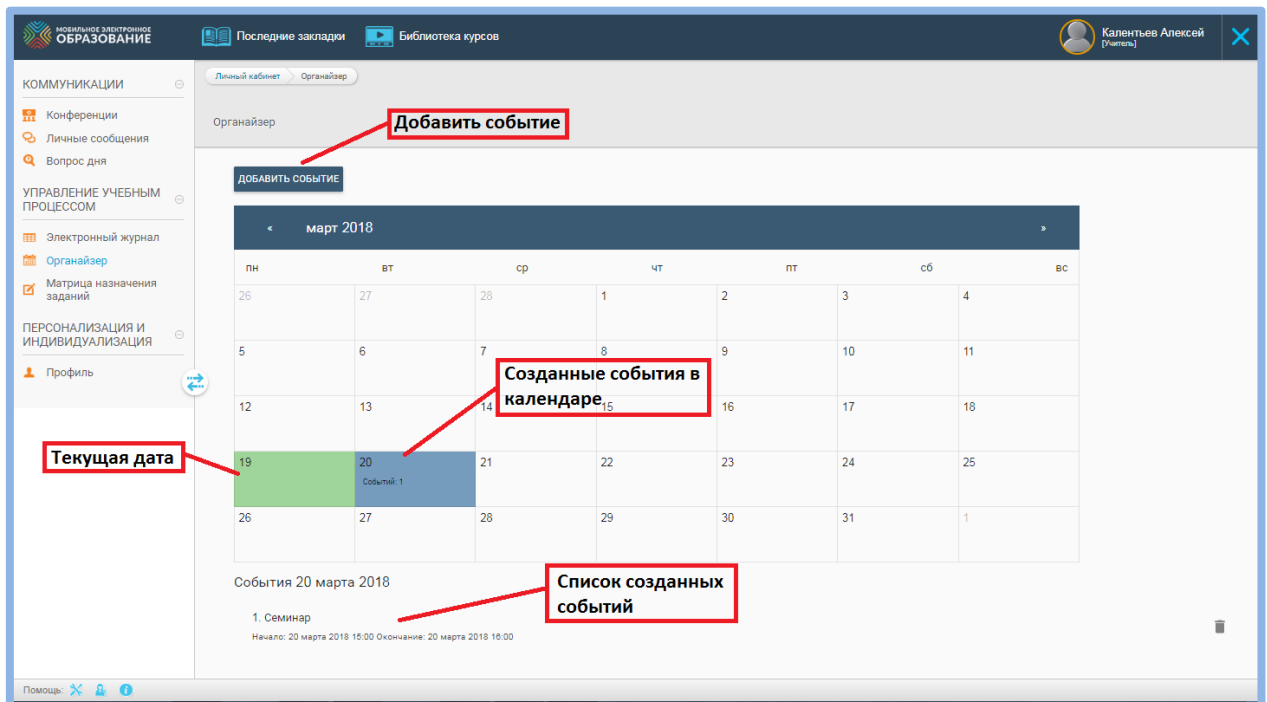 МОБИЛЬНОЕ ЭЛЕКТРОННОЕ
ОБРАЗОВАНИЕ
Последние закладки
Библиотека курсов
Калентьев Алексей
[Учитель]
КОММУНИКАЦИИ
Конференции
Личные сообщения
Вопрос дня
УПРАВЛЕНИЕ УЧЕБНЫМ
ПРОЦЕССОМ
Электронный журнал
Органайзер
Матрица назначения
заданий
ПЕРСОНАЛИЗАЦИЯ И
ИНДИВИДУАЛИЗАЦИЯ
Профиль
Личный кабинет Органайзер
Органайзер
Добавить событие
ДОБАВИТЬ СОБЫТИЕ
« март 2018 »
пн вт ср чт пт сб вс
26 27 28 1 2 3 4
5 6 7 8 9 10 11
Созданные события в
календаре
12 13 14 15 16 17 18
Текущая дата
19 20 21 22 23 24 25
Событий: 1
26 27 28 29 30 31 1
События 20 марта 2018
Список созданных
событий
1. Семинар
Начало: 20 марта 2018 15:00 Окончание: 20 марта 2018 16:00
Помощь: